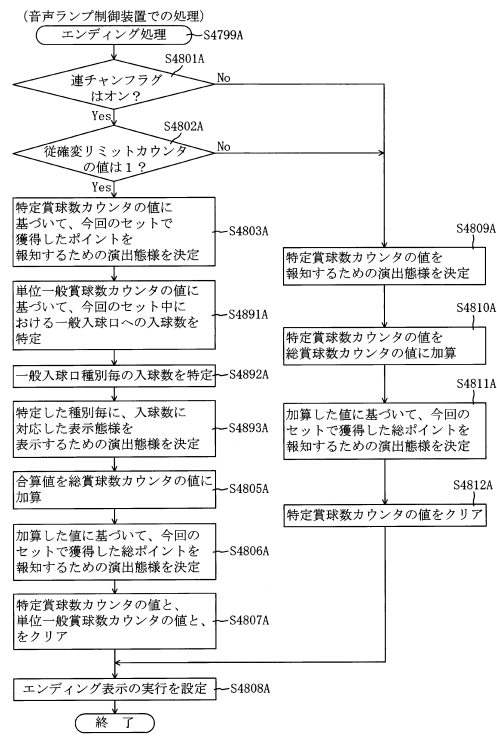 (音声ランプ制御装置での処理)
エンディング処理
S4799A
S4801A
連チャンフラグ
はオン?
No
Yes
S4802A
従確変リミットカウンタ
の値は1?
No
Yes
特定賞球数カウンタの値に
基づいて、今回のセットで
獲得したポイントを
報知するための演出態様を決定
S4803A
単位一般賞球数カウンタの値に
基づいて、今回のセット中に
おける一般入球口への入球数を
特定
S4891A
一般入球口種別毎の入球数を特定
S4892A
特定した種別毎に、入球数に
対応した表示態様を
表示するための演出態様を決定
S4893A
合算値を総賞球数カウンタの値に
加算
S4805A
加算した値に基づいて、今回の
セットで獲得した総ポイントを
報知するための演出態様を決定
S4806A
特定賞球数カウンタの値と、
単位一般賞球数カウンタの値と、
をクリア
S4807A
S4809A
特定賞球数カウンタの値を
報知するための演出態様を決定
S4810A
特定賞球数カウンタの値を
総賞球数カウンタの値に加算
S4811A
加算した値に基づいて、今回の
セットで獲得した総ポイントを
報知するための演出態様を決定
S4812A
特定賞球数カウンタの値をクリア
エンディング表示の実行を設定
S4808A
終 了